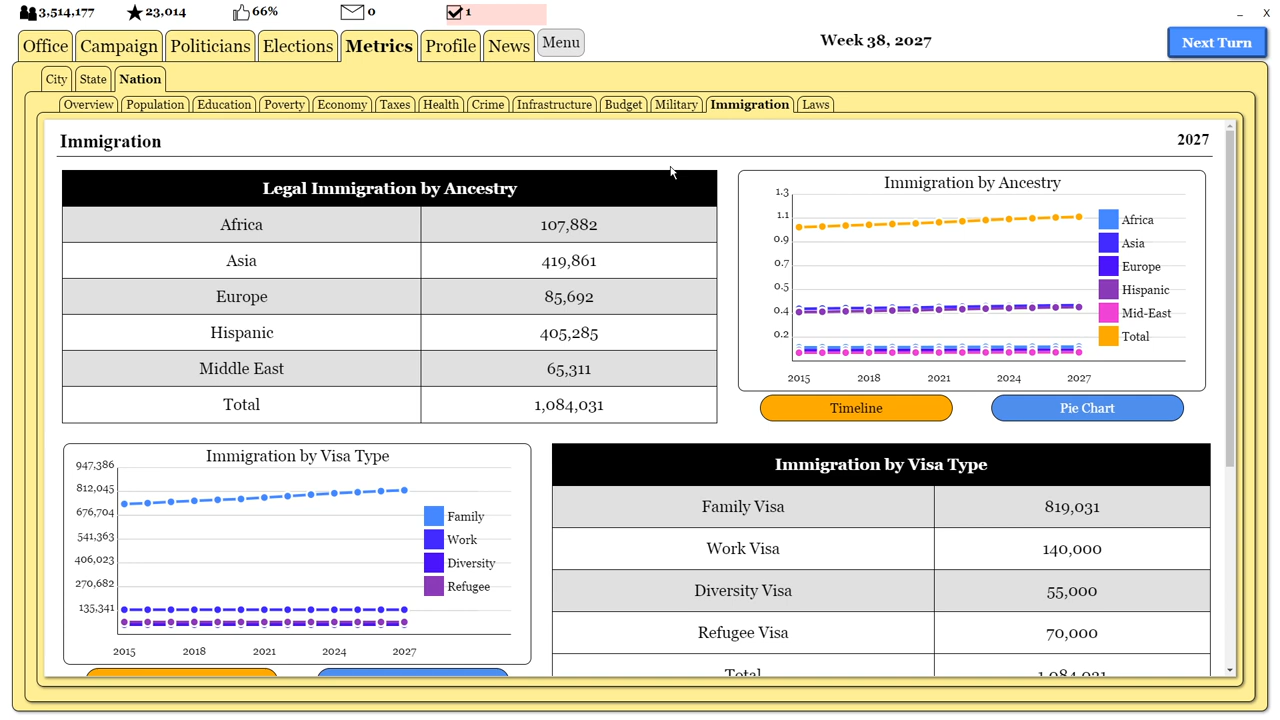 3,514,177 23,014 66% 0 1 _ X
Office Campaign Politicians Elections Metrics Profile News Menu Week 38, 2027 Next Turn
City State Nation
Overview Population Education Poverty Economy Taxes Health Crime Infrastructure Budget Military Immigration Laws
Immigration 2027
Legal Immigration by Ancestry
Africa 107,882
Asia 419,861
Europe 85,692
Hispanic 405,285
Middle East 65,311
Total 1,084,031
Immigration by Ancestry
1.3
1.1
0.9
0.7
0.5
0.4
0.2
Africa
Asia
Europe
Hispanic
Mid-East
Total
2015 2018 2021 2024 2027
Timeline Pie Chart
Immigration by Visa Type
947,386
812,045
676,704
541,363
406,023
270,682
135,341
Family
Work
Diversity
Refugee
2015 2018 2021 2024 2027
Immigration by Visa Type
Family Visa 819,031
Work Visa 140,000
Diversity Visa 55,000
Refugee Visa 70,000
Total 1,084,031